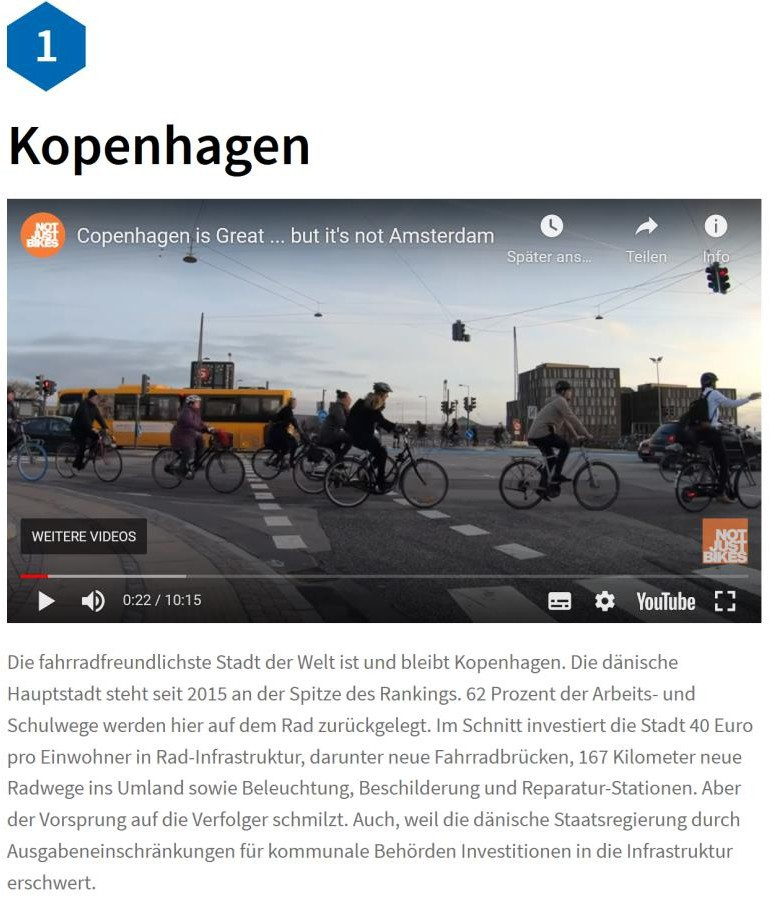 1
Kopenhagen
NOT
JUST
BIKES
Copenhagen is Great ... but it's not Amsterdam
Später ans...
Teilen
Info
WEITERE VIDEOS
NOT
JUST
BIKES
0:22 / 10:15
YouTube
Die fahrradfreundlichste Stadt der Welt ist und bleibt Kopenhagen. Die dänische
Hauptstadt steht seit 2015 an der Spitze des Rankings. 62 Prozent der Arbeits- und
Schulwege werden hier auf dem Rad zurückgelegt. Im Schnitt investiert die Stadt 40 Euro
pro Einwohner in Rad-Infrastruktur, darunter neue Fahrradbrücken, 167 Kilometer neue
Radwege ins Umland sowie Beleuchtung, Beschilderung und Reparatur-Stationen. Aber
der Vorsprung auf die Verfolger schmilzt. Auch, weil die dänische Staatsregierung durch
Ausgabeneinschränkungen für kommunale Behörden Investitionen in die Infrastruktur
erschwert.